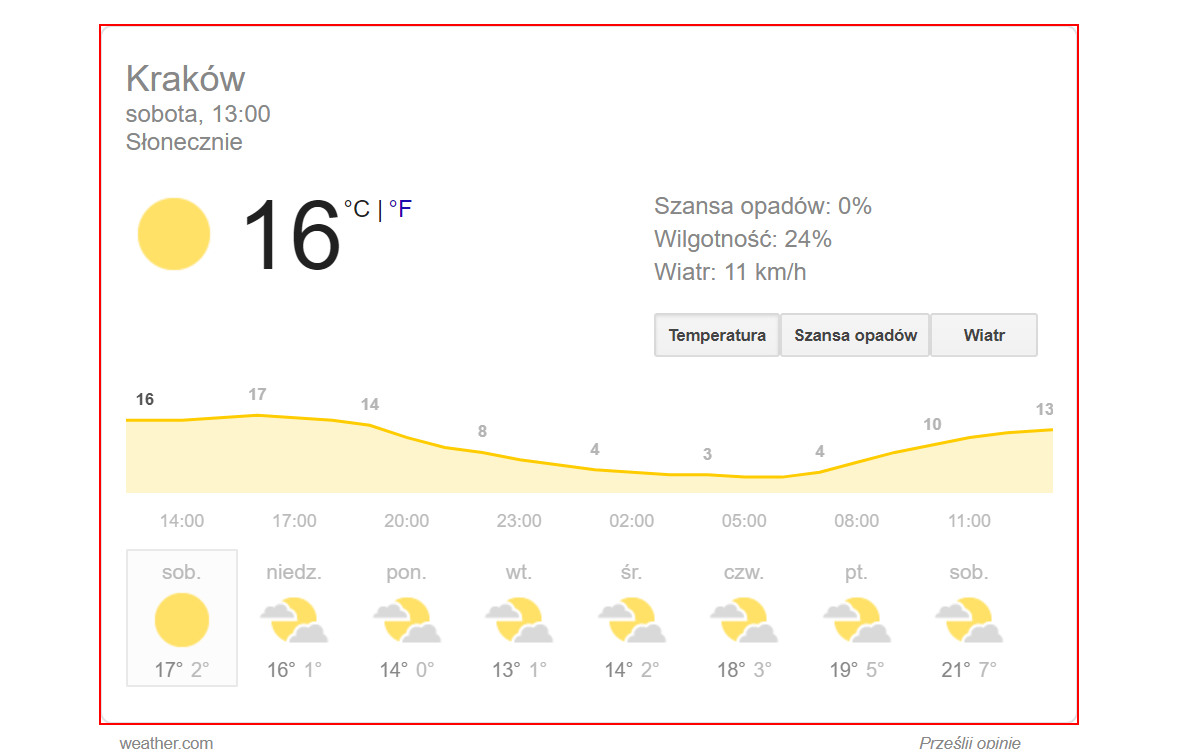 Kraków
sobota, 13:00
Słonecznie
16 °C | °F
Szansa opadów: 0%
Wilgotność: 24%
Wiatr: 11 km/h
Temperatura Szansa opadów Wiatr
16 17 14 8 4 3 4 10 13
14:00 17:00 20:00 23:00 02:00 05:00 08:00 11:00
sob. niedz. pon. wt. śr. czw. pt. sob.
17° 2° 16° 1° 14° 0° 13° 1° 14° 2° 18° 3° 19° 5° 21° 7°
weather.com Prześlij opinię